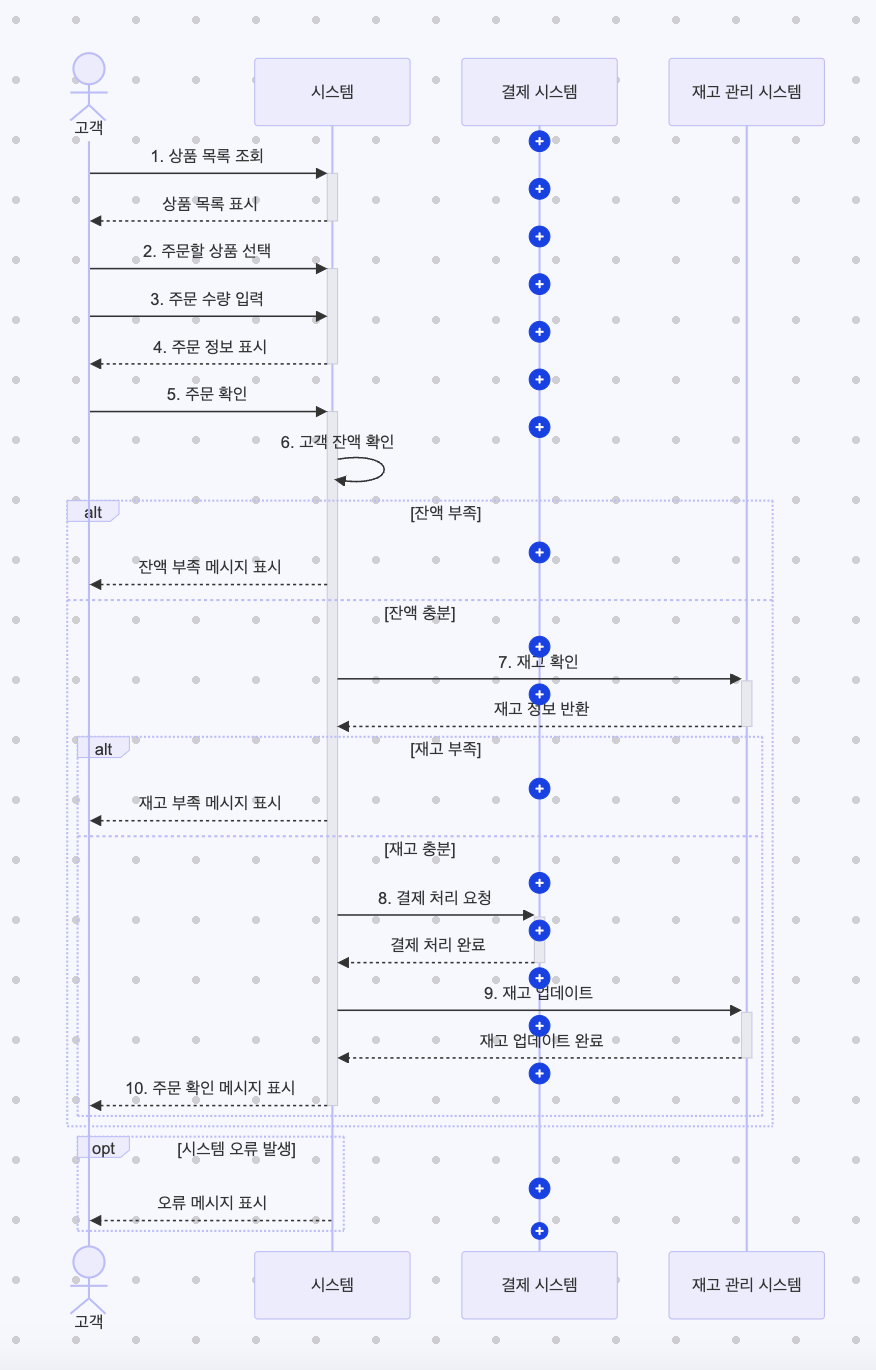 고객
시스템
결제 시스템
재고 관리 시스템
1. 상품 목록 조회
상품 목록 표시
2. 주문할 상품 선택
3. 주문 수량 입력
4. 주문 정보 표시
5. 주문 확인
6. 고객 잔액 확인
alt
[잔액 부족]
잔액 부족 메시지 표시
[잔액 충분]
7. 재고 확인
재고 정보 반환
alt
[재고 부족]
재고 부족 메시지 표시
[재고 충분]
8. 결제 처리 요청
결제 처리 완료
9. 재고 업데이트
재고 업데이트 완료
10. 주문 확인 메시지 표시
opt
[시스템 오류 발생]
오류 메시지 표시
고객
시스템
결제 시스템
재고 관리 시스템